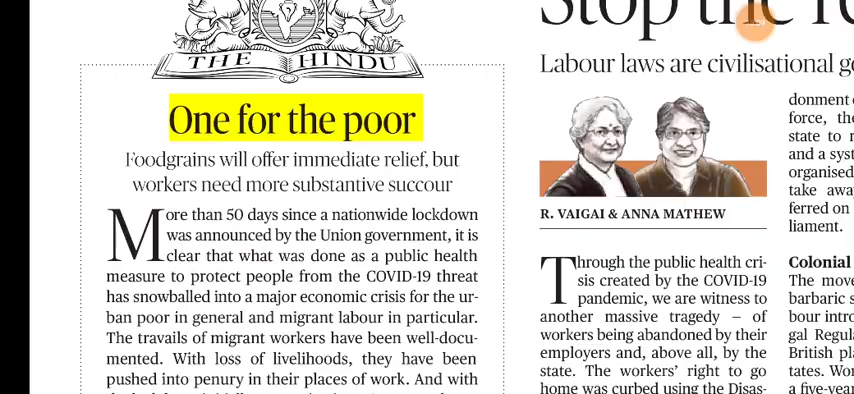 THE HINDU
One for the poor
Foodgrains will offer immediate relief, but
workers need more substantive succour
More than 50 days since a nationwide lockdown
was announced by the Union government, it is
clear that what was done as a public health
measure to protect people from the COVID-19 threat
has snowballed into a major economic crisis for the ur-
ban poor in general and migrant labour in particular.
The travails of migrant workers have been well-docu-
mented. With loss of livelihoods, they have been
pushed into penury in their places of work. And with
Stop the re
Labour laws are civilisational go
R. VAIGAI & ANNA MATHEW
Through the public health cri-
sis created by the COVID-19
pandemic, we are witness to
another massive tragedy – of
workers being abandoned by their
employers and, above all, by the
state. The workers' right to go
home was curbed using the Disas-
donment
force, the
state to
and a syst
organised
take away
ferred on
liament.
Colonial
The move
barbaric s
bour intro
gal Regula
British pl
tates. Wor
a five-year